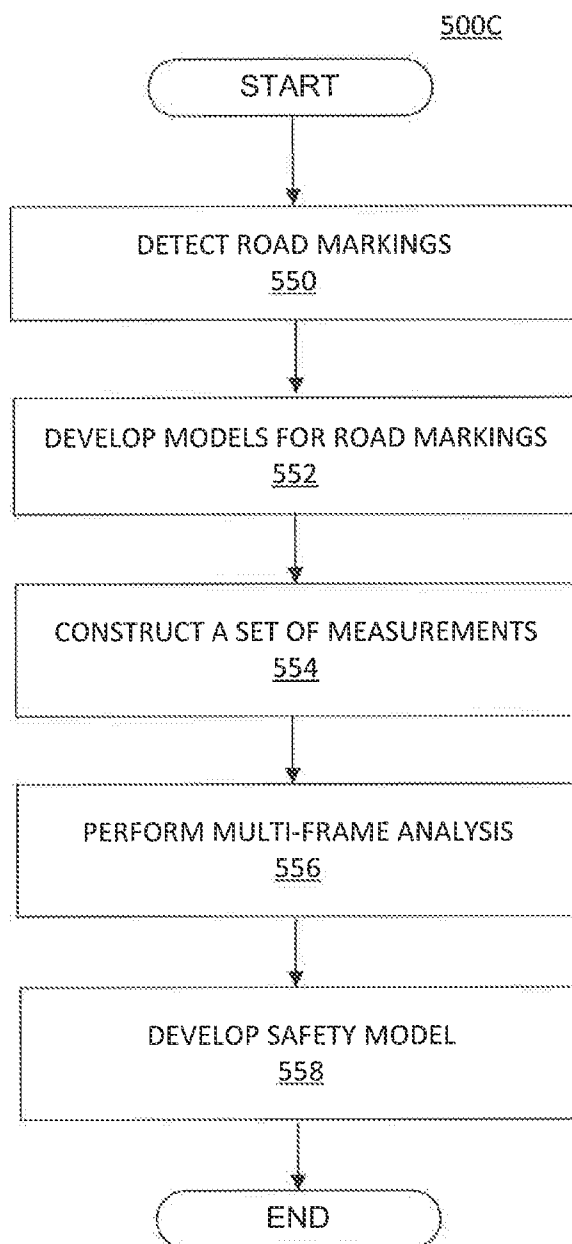 500C
START
DETECT ROAD MARKINGS
550
DEVELOP MODELS FOR ROAD MARKINGS
552
CONSTRUCT A SET OF MEASUREMENTS
554
PERFORM MULTI-FRAME ANALYSIS
556
DEVELOP SAFETY MODEL
558
END